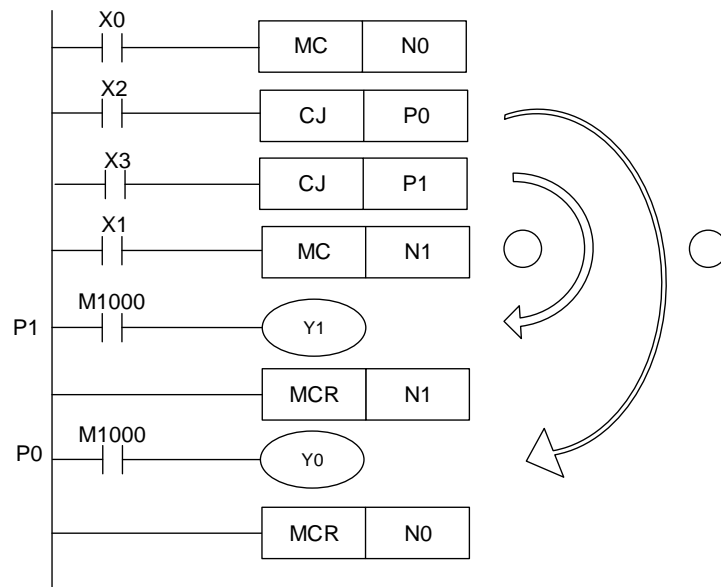 X0
MC N0
X2
CJ P0
X3
CJ P1
X1
MC N1
M1000
P1 Y1
MCR N1
M1000
P0 Y0
MCR N0